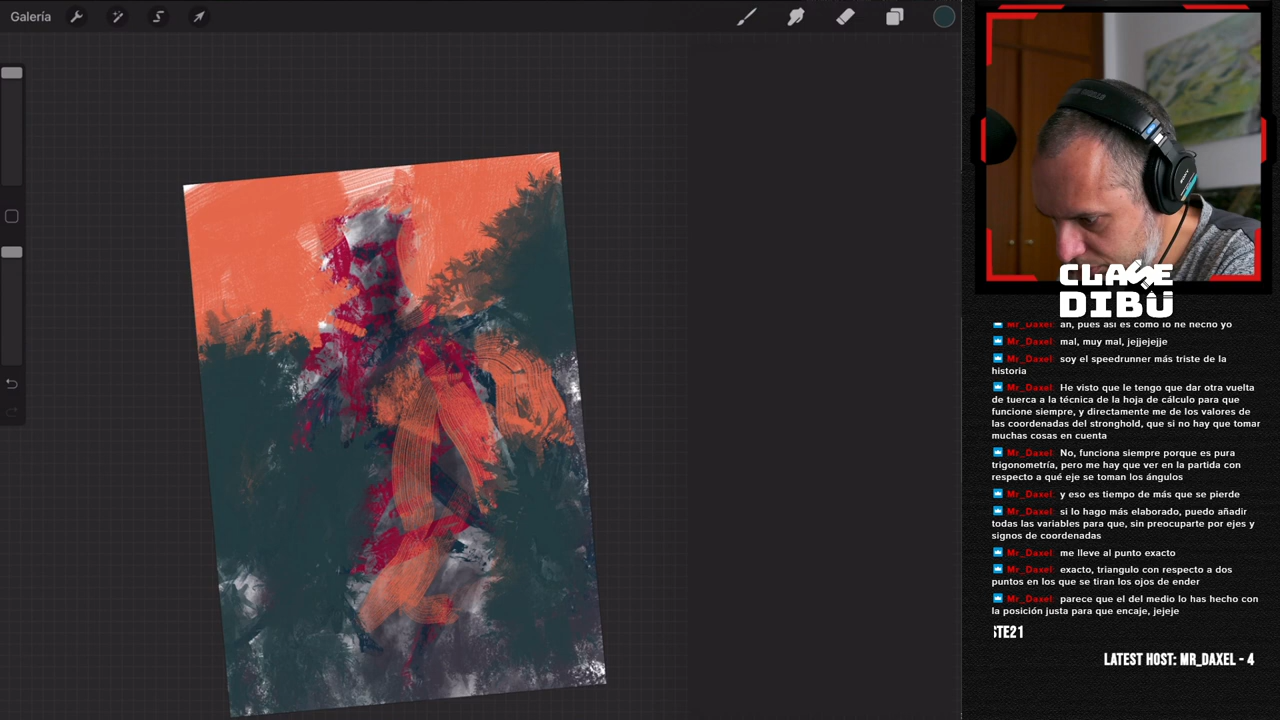 Galería
SONY
CLASE
DIBU
Mr_Daxel: ah, pues así es como lo he hecho yo
Mr_Daxel: mal, muy mal, jejjejejje
Mr_Daxel: soy el speedrunner más triste de la
historia
Mr_Daxel: He visto que le tengo que dar otra vuelta
de tuerca a la técnica de la hoja de cálculo para que
funcione siempre, y directamente me de los valores de
las coordenadas del stronghold, que si no hay que tomar
muchas cosas en cuenta
Mr_Daxel: No, funciona siempre porque es pura
trigonometría, pero me hay que ver en la partida con
respecto a qué eje se toman los ángulos
Mr_Daxel: y eso es tiempo de más que se pierde
Mr_Daxel: si lo hago más elaborado, puedo añadir
todas las variables para que, sin preocuparte por ejes y
signos de coordenadas
Mr_Daxel: me lleve al punto exacto
Mr_Daxel: exacto, triangulo con respecto a dos
puntos en los que se tiran los ojos de ender
Mr_Daxel: parece que el del medio lo has hecho con
la posición justa para que encaje, jejeje
STE21
LATEST HOST: MR_DAXEL - 4